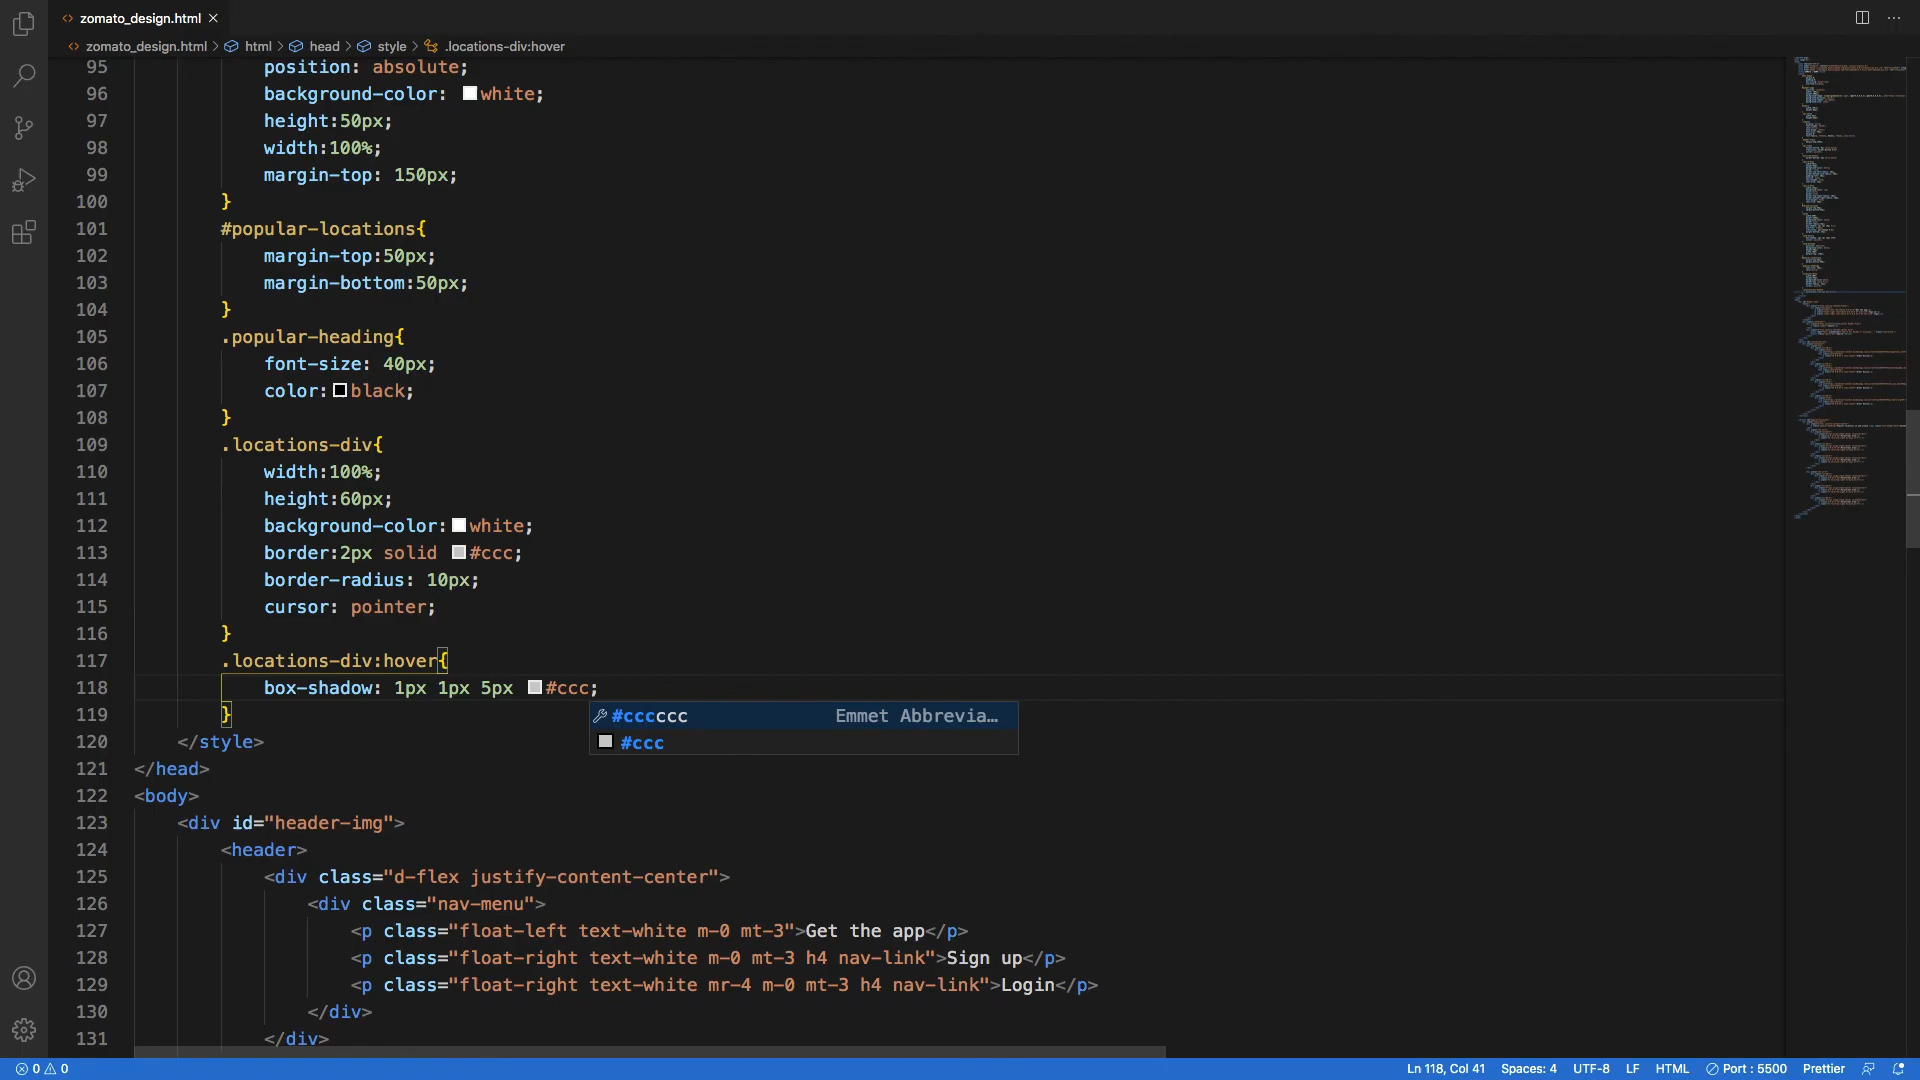 zomato_design.html
zomato_design.html > html > head > style > .locations-div:hover
95 position: absolute;
96 background-color: white;
97 height:50px;
98 width:100%;
99 margin-top: 150px;
100 }
101 #popular-locations{
102 margin-top:50px;
103 margin-bottom:50px;
104 }
105 .popular-heading{
106 font-size: 40px;
107 color:black;
108 }
109 .locations-div{
110 width:100%;
111 height:60px;
112 background-color:white;
113 border:2px solid #ccc;
114 border-radius: 10px;
115 cursor: pointer;
116 }
117 .locations-div:hover{
118 box-shadow: 1px 1px 5px #ccc;
119 }
#cccccc Emmet Abbrevia…
120 </style>
#ccc
121 </head>
122 <body>
123 <div id="header-img">
124 <header>
125 <div class="d-flex justify-content-center">
126 <div class="nav-menu">
127 <p class="float-left text-white m-0 mt-3">Get the app</p>
128 <p class="float-right text-white m-0 mt-3 h4 nav-link">Sign up</p>
129 <p class="float-right text-white mr-4 m-0 mt-3 h4 nav-link">Login</p>
130 </div>
131 </div>
0 0 Ln 118, Col 41 Spaces: 4 UTF-8 LF HTML Port : 5500 Prettier